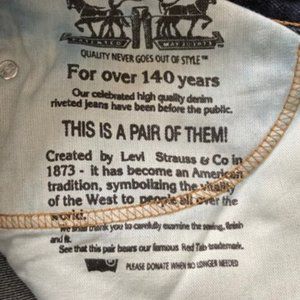 QUALITY NEVER GOES OUT OF STYLE™
For over 140 years
Our celebrated high quality denim
riveted jeans have been before the public.
THIS IS A PAIR OF THEM!
Created by Levi Strauss & Co in
1873 - it has become an American
tradition, symbolizing the vitality
of the West to people all over the
world.
We shall thank you to carefully examine the sewing, finish
and fit.
See that this pair bears our famous Red Tab trademark.
PLEASE DONATE WHEN NO LONGER NEEDED